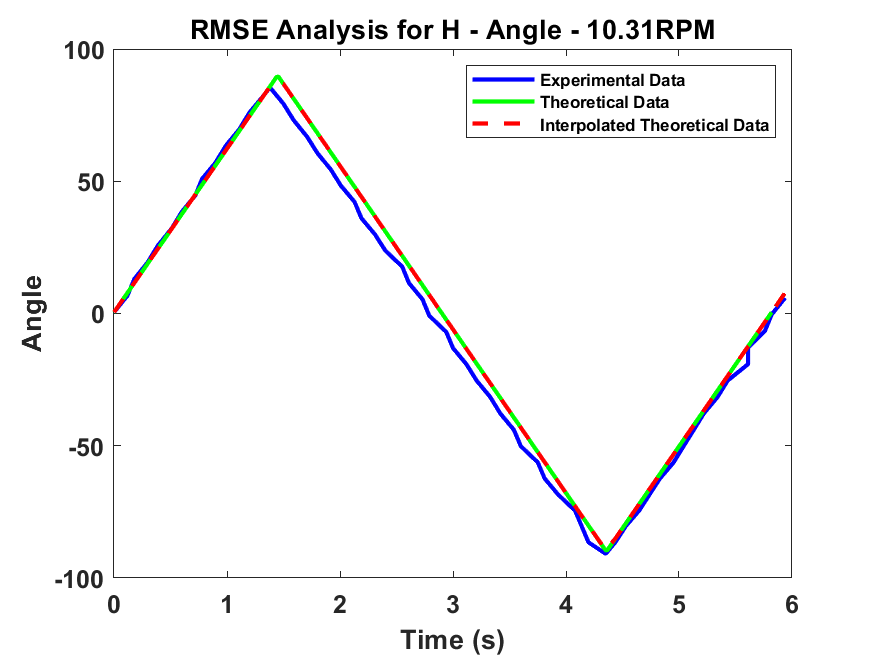 RMSE Analysis for H - Angle - 10.31RPM
100
50
0
-50
-100
Angle
Experimental Data
Theoretical Data
Interpolated Theoretical Data
0 1 2 3 4 5 6
Time (s)